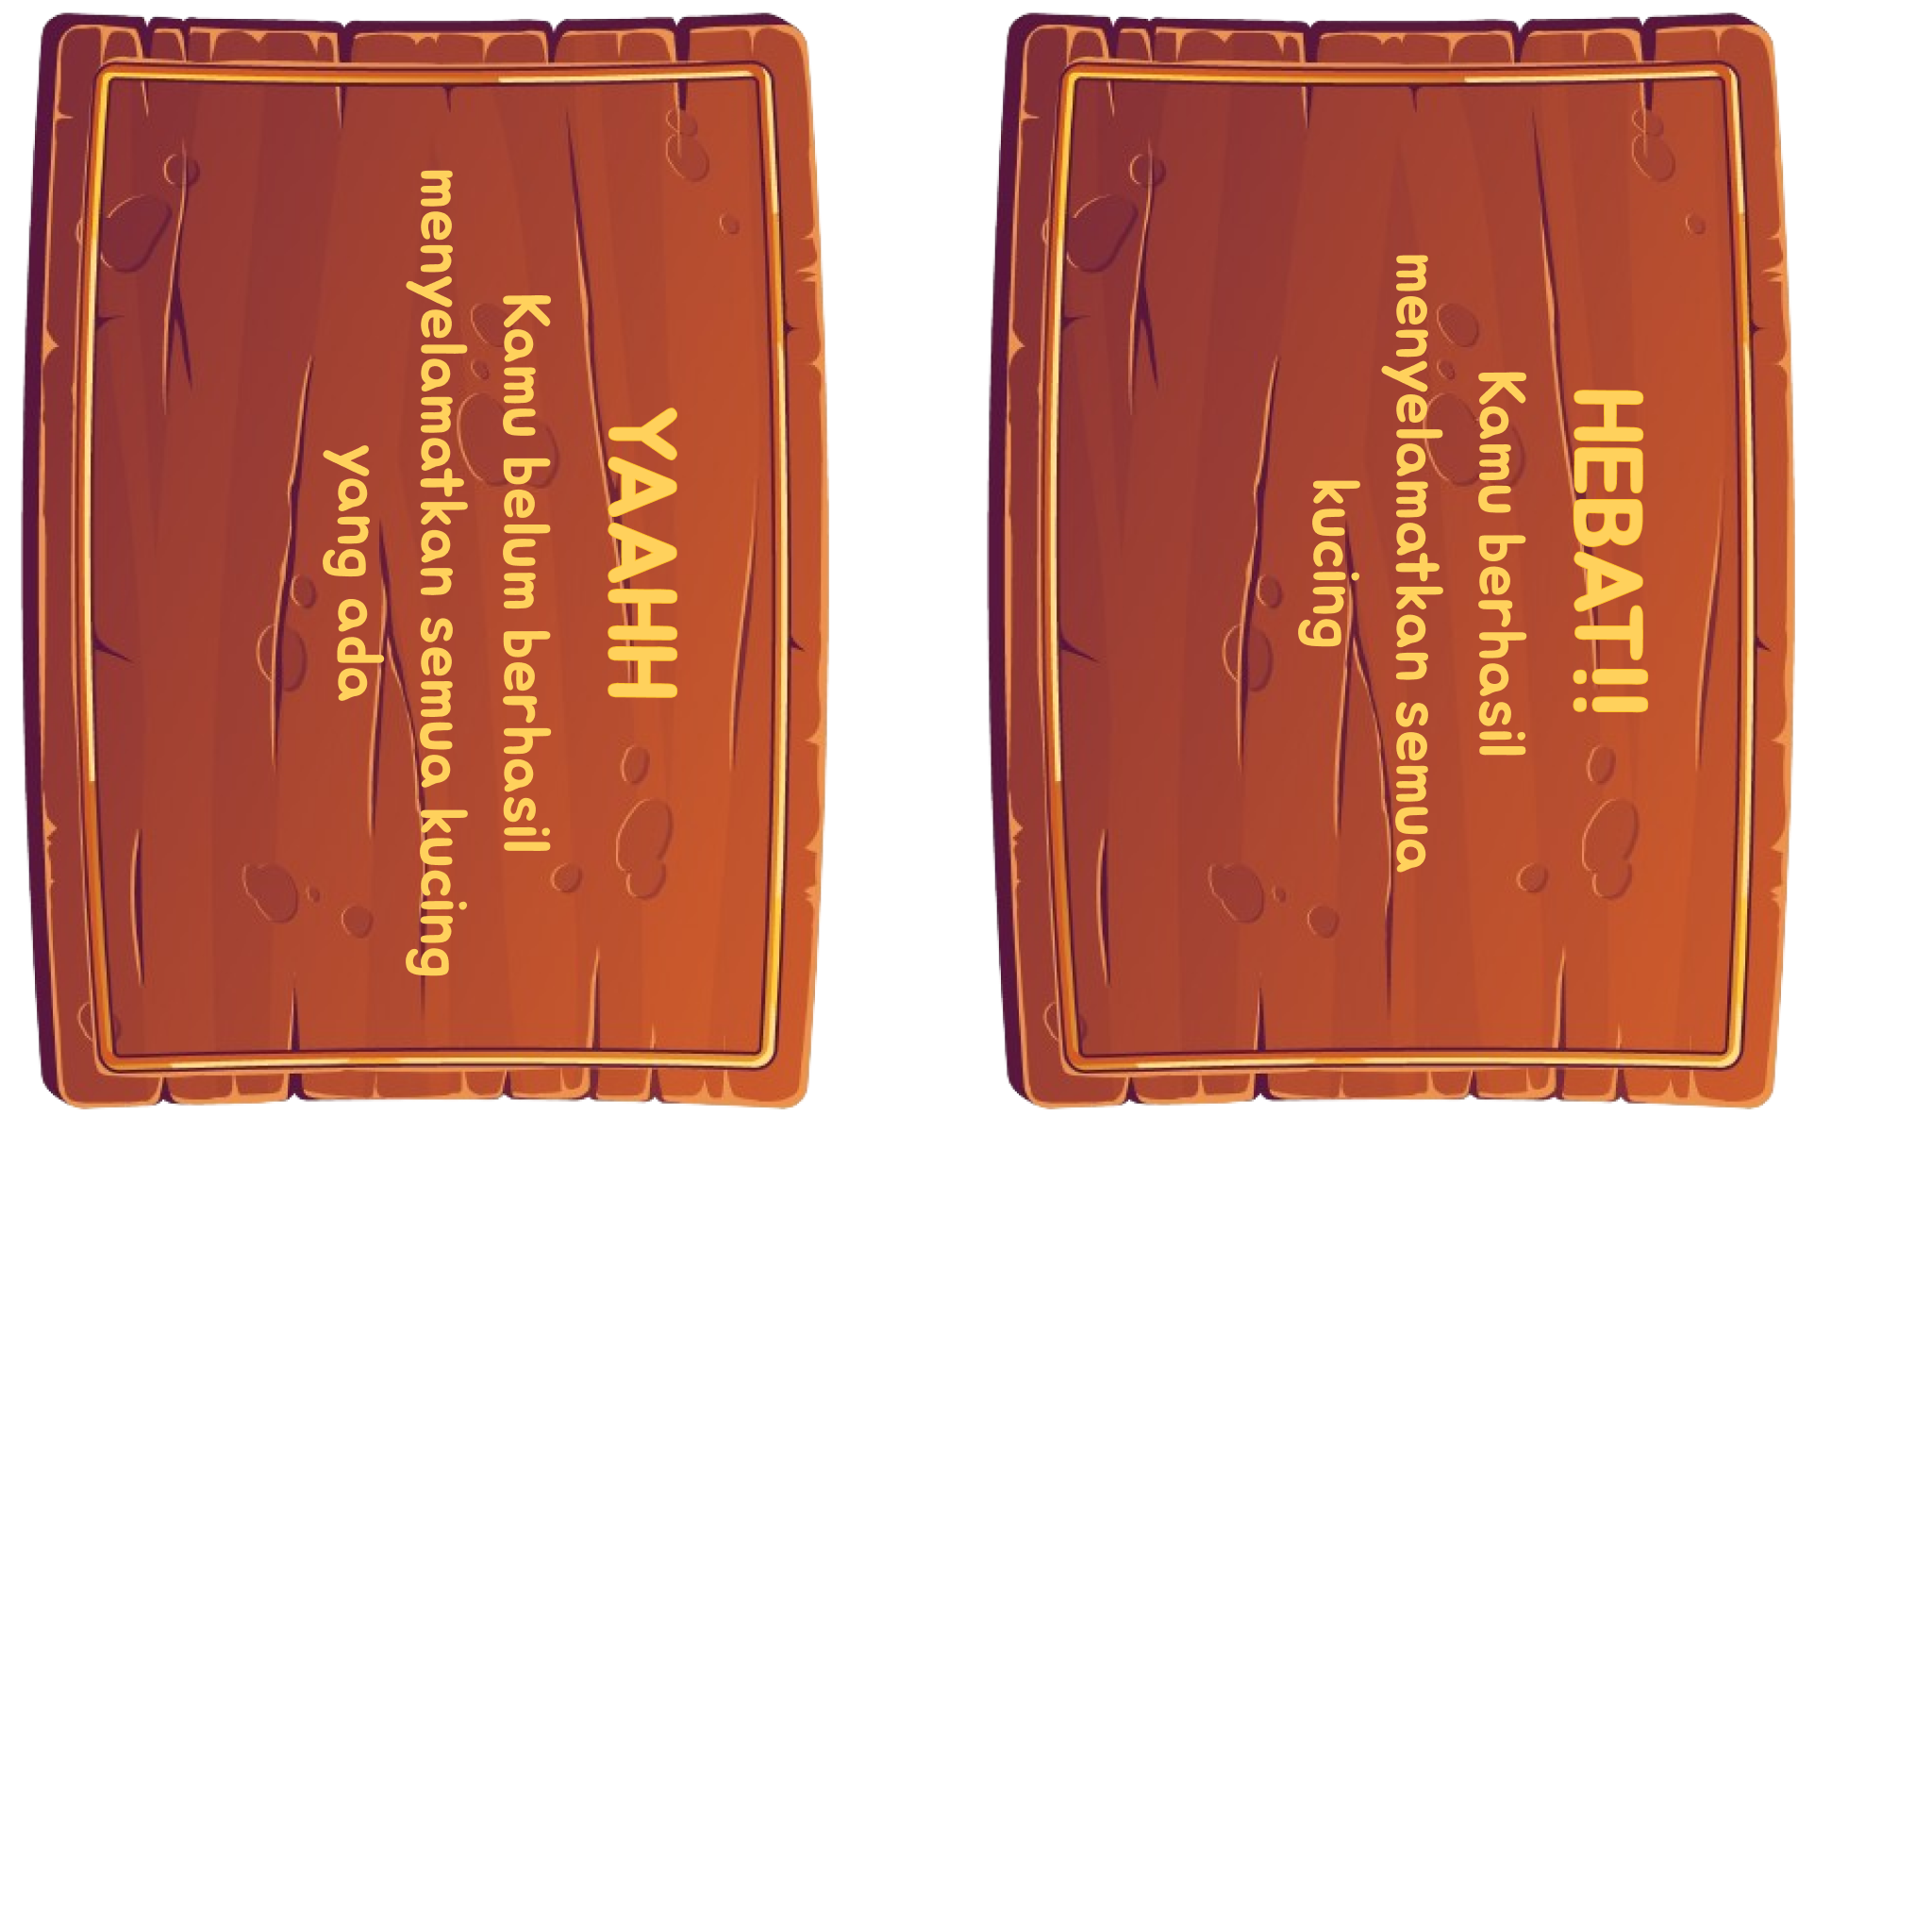 YAAHH
Kamu belum berhasil
menyelamatkan semua kucing
yang ada
HEBAT!!
Kamu berhasil
menyelamatkan semua
kucing